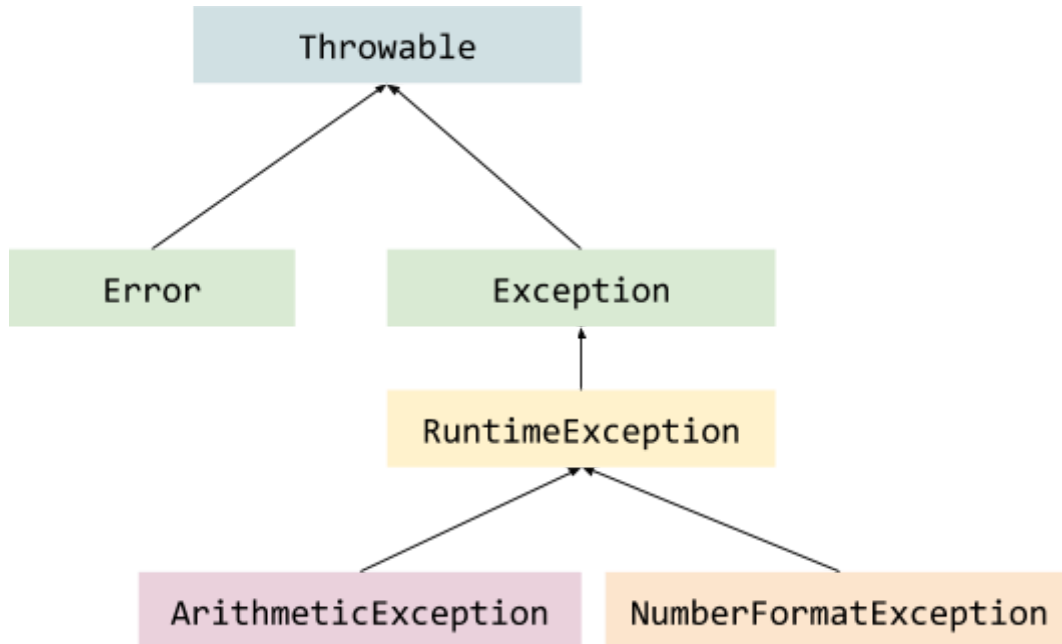 Throwable
Error
Exception
RuntimeException
ArithmeticException
NumberFormatException